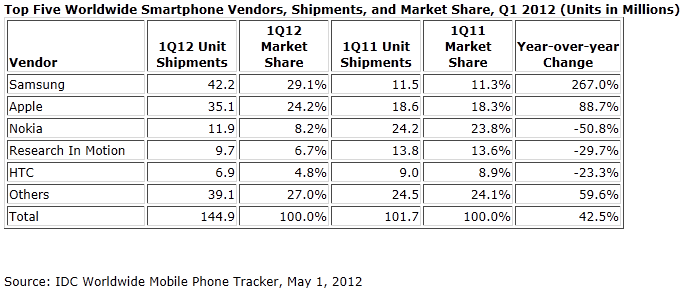 Top Five Worldwide Smartphone Vendors, Shipments, and Market Share, Q1 2012 (Units in Millions)
Vendor 1Q12 Unit Shipments 1Q12 Market Share 1Q11 Unit Shipments 1Q11 Market Share Year-over-year Change
Samsung 42.2 29.1% 11.5 11.3% 267.0%
Apple 35.1 24.2% 18.6 18.3% 88.7%
Nokia 11.9 8.2% 24.2 23.8% -50.8%
Research In Motion 9.7 6.7% 13.8 13.6% -29.7%
HTC 6.9 4.8% 9.0 8.9% -23.3%
Others 39.1 27.0% 24.5 24.1% 59.6%
Total 144.9 100.0% 101.7 100.0% 42.5%
Source: IDC Worldwide Mobile Phone Tracker, May 1, 2012